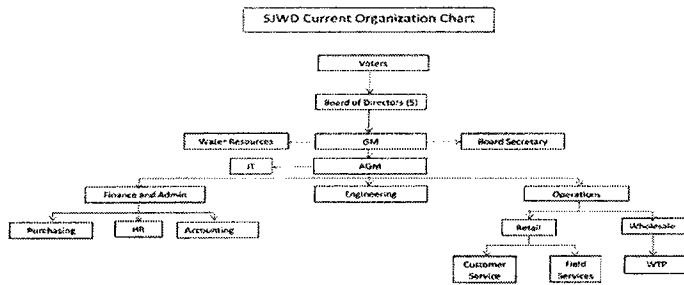 SJWD Current Organization Chart
Voters
Board of Directors (5)
Water Resources
GM
Board Secretary
IT
AGM
Finance and Admin
Engineering
Operations
Purchasing
HR
Accounting
Retail
Wholesale
Customer
Service
Field
Services
WTP